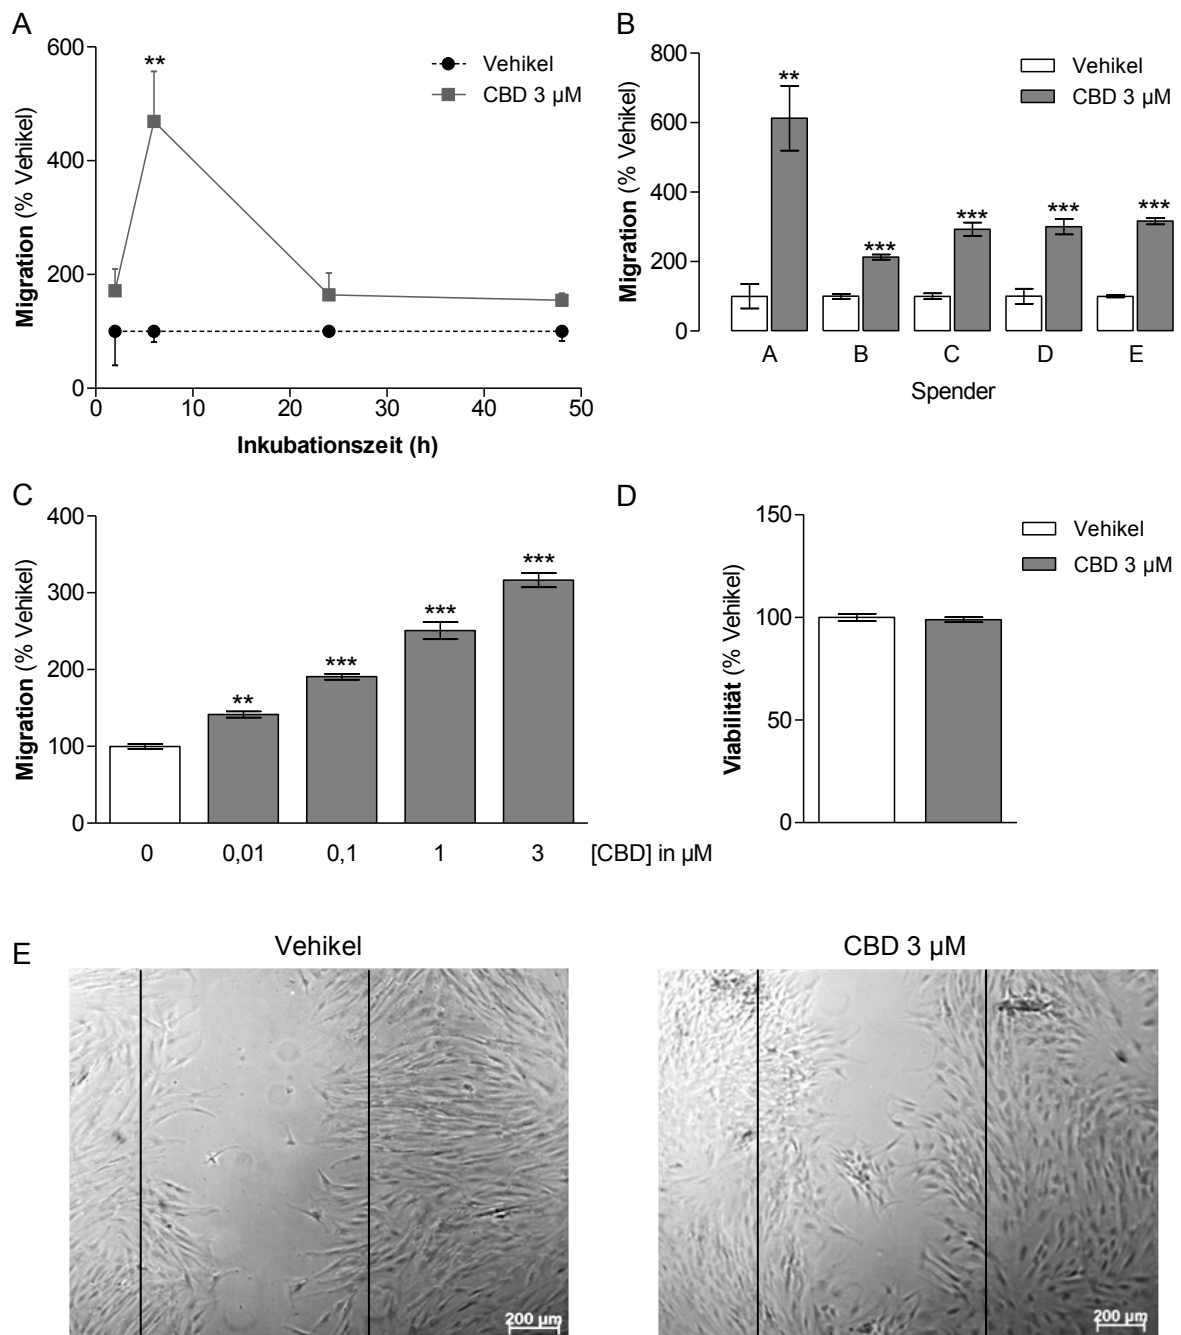 A
600
400
200
0
Migration (% Vehikel)
**
Vehikel
CBD 3 µM
0 10 20 30 40 50
Inkubationszeit (h)
B
800
600
400
200
0
Migration (% Vehikel)
**
***
***
***
***
Vehikel
CBD 3 µM
A B C D E
Spender
C
400
300
200
100
0
Migration (% Vehikel)
**
***
***
***
0 0,01 0,1 1 3 [CBD] in µM
D
150
100
50
0
Viabilität (% Vehikel)
Vehikel
CBD 3 µM
E
Vehikel
200 µm
CBD 3 µM
200 µm